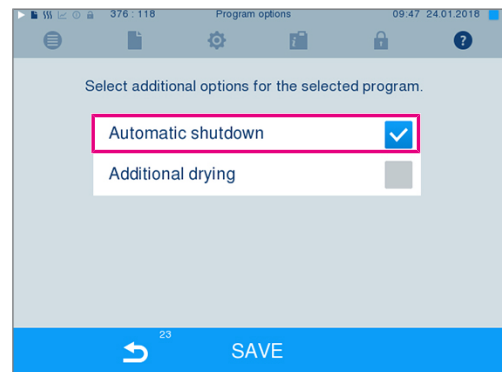 376 : 118 Program options 09:47 24.01.2018
?
Select additional options for the selected program.
Automatic shutdown
Additional drying
23
SAVE